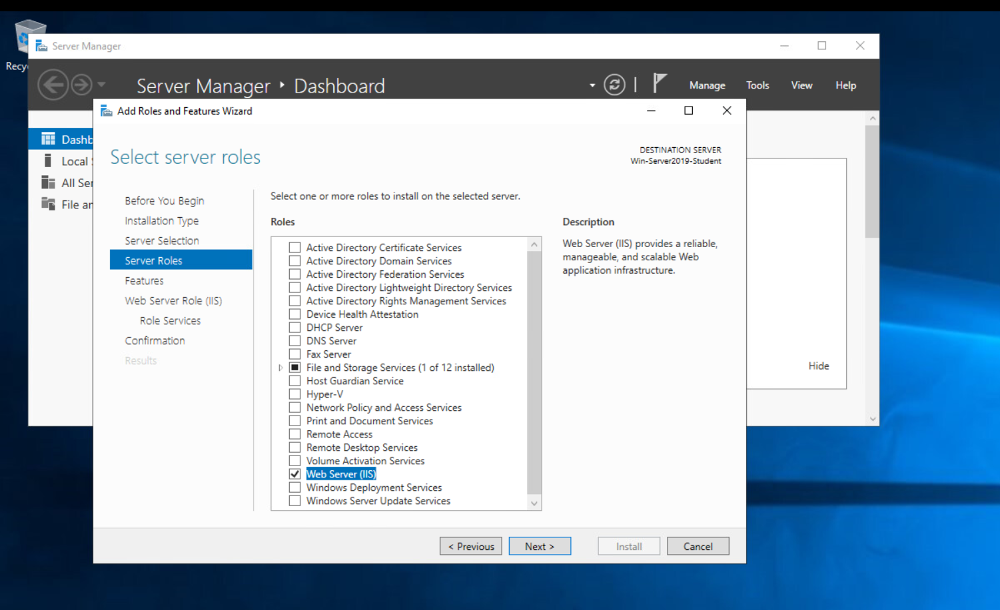 Recy
Server Manager
Server Manager ‣ Dashboard
Manage
Tools
View
Help
Dashb
Local
All Ser
File an
Hide
Add Roles and Features Wizard
Select server roles
DESTINATION SERVER
Win-Server2019-Student
Before You Begin
Installation Type
Server Selection
Server Roles
Features
Web Server Role (IIS)
Role Services
Confirmation
Results
Select one or more roles to install on the selected server.
Roles
Active Directory Certificate Services
Active Directory Domain Services
Active Directory Federation Services
Active Directory Lightweight Directory Services
Active Directory Rights Management Services
Device Health Attestation
DHCP Server
DNS Server
Fax Server
File and Storage Services (1 of 12 installed)
Host Guardian Service
Hyper-V
Network Policy and Access Services
Print and Document Services
Remote Access
Remote Desktop Services
Volume Activation Services
Web Server (IIS)
Windows Deployment Services
Windows Server Update Services
Description
Web Server (IIS) provides a reliable,
manageable, and scalable Web
application infrastructure.
< Previous
Next >
Install
Cancel